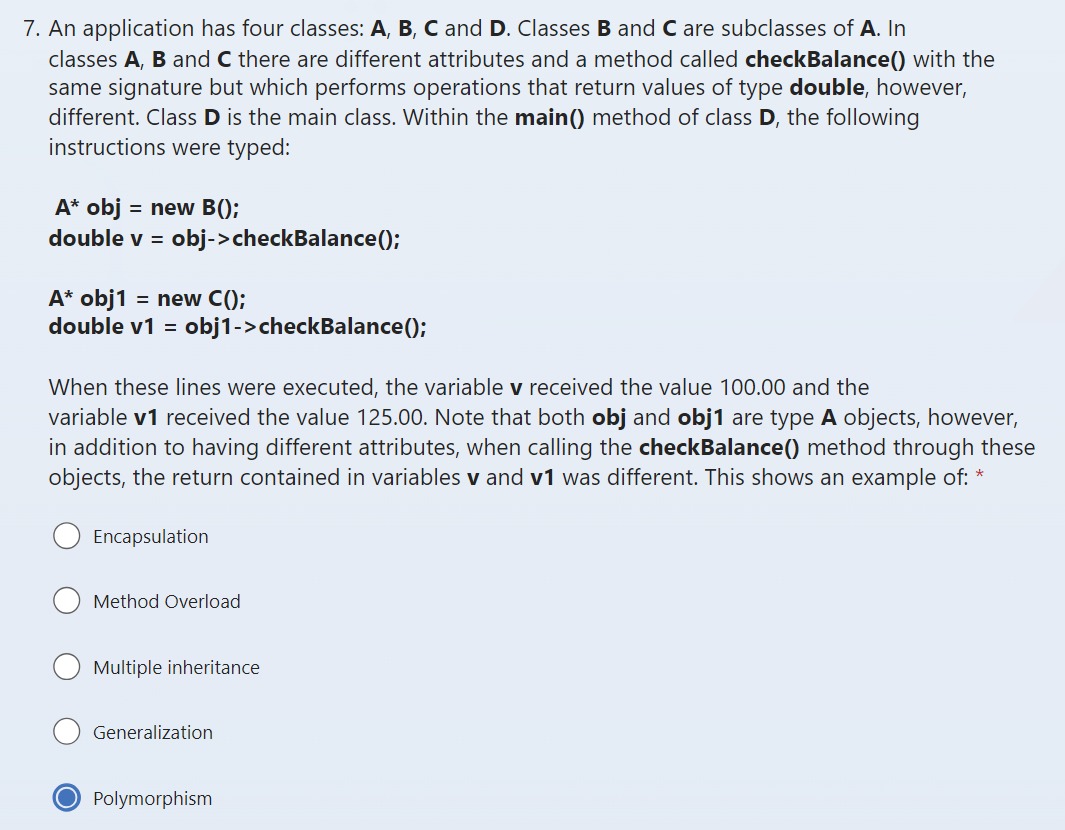 7. An application has four classes: A, B, C and D. Classes B and C are subclasses of A. In
classes A, B and C there are different attributes and a method called checkBalance() with the
same signature but which performs operations that return values of type double, however,
different. Class D is the main class. Within the main() method of class D, the following
instructions were typed:
A* obj = new B();
double v = obj->checkBalance();
A* obj1 = new C();
double v1 = obj1->checkBalance();
When these lines were executed, the variable v received the value 100.00 and the
variable v1 received the value 125.00. Note that both obj and obj1 are type A objects, however,
in addition to having different attributes, when calling the checkBalance() method through these
objects, the return contained in variables v and v1 was different. This shows an example of: *
Encapsulation
Method Overload
Multiple inheritance
Generalization
Polymorphism